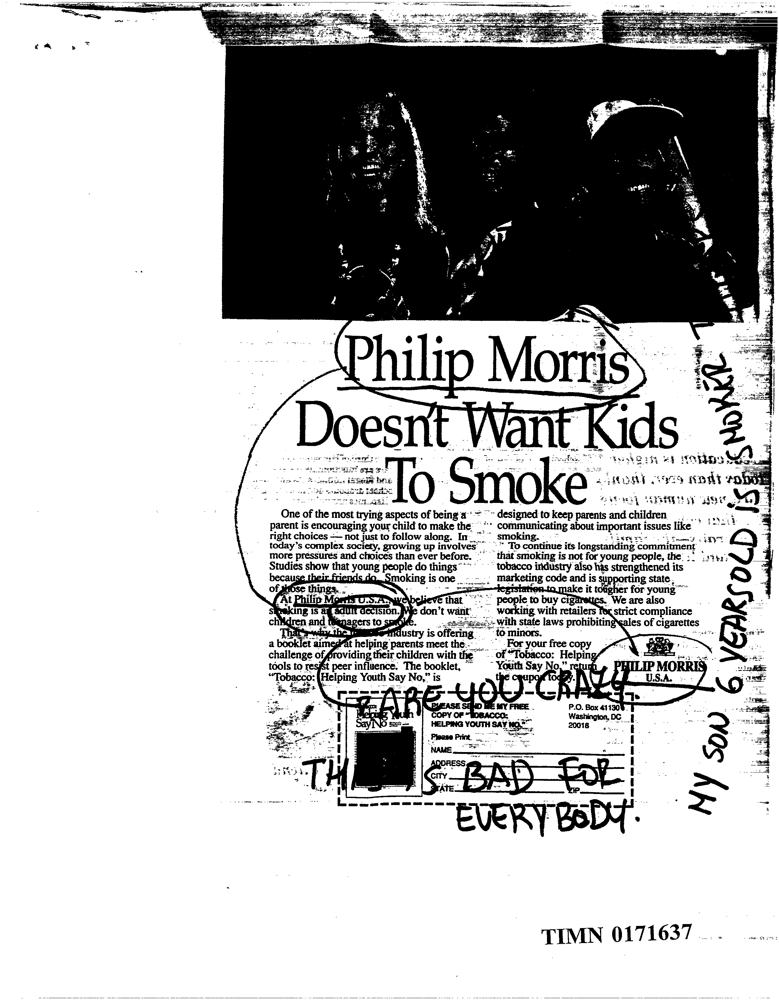 Philip Morris
Doesn't Want Kids
To Smoke
One of the most trying aspects of being a
parent is encouraging your child to make the
right choices — not just to follow along. In
today's complex society, growing up involves
more pressures and choices than ever before.
Studies show that young people do things
because their friends do. Smoking is one
of those things.
At Philip Morris U.S.A., we believe that
smoking is an adult decision. We don't want
children and teenagers to smoke.
That's why the industry is offering
a booklet aimed at helping parents meet the
challenge of providing their children with the
tools to resist peer influence. The booklet,
"Tobacco: Helping Youth Say No," is
designed to keep parents and children
communicating about important issues like
smoking.
To continue its longstanding commitment
that smoking is not for young people, the
tobacco industry also has strengthened its
marketing code and is supporting state
legislation to make it tougher for young
people to buy cigarettes. We are also
working with retailers for strict compliance
with state laws prohibiting sales of cigarettes
to minors.
For your free copy
of "Tobacco: Helping
Youth Say No," return
the coupon today.
PHILIP MORRIS
U.S.A.
ARE YOU CRAZY
Helping Youth
Say No
PLEASE SEND ME MY FREE
COPY OF "TOBACCO:
HELPING YOUTH SAY NO."
P.O. Box 41130
Washington, DC
20018
Please Print
NAME
ADDRESS
CITY
STATE
ZIP
THIS IS BAD FOR
EVERYBODY.
MY SON 6 YEARS OLD IS SMOKER
TIMN 0171637